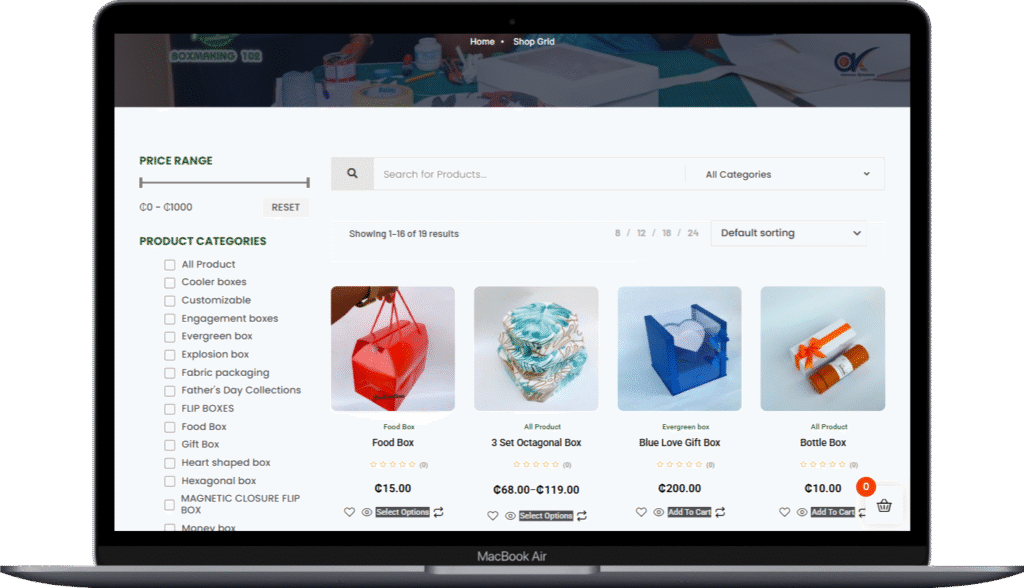 Home • Shop Grid
BOXMAKING 102
PRICE RANGE
Search for Products...
All Categories
₵0 – ₵1000
RESET
Showing 1–16 of 19 results
8 / 12 / 18 / 24
Default sorting
PRODUCT CATEGORIES
All Product
Cooler boxes
Customizable
Engagement boxes
Evergreen box
Explosion box
Fabric packaging
Father's Day Collections
FLIP BOXES
Food Box
Gift Box
Heart shaped box
Hexagonal box
MAGNETIC CLOSURE FLIP
BOX
Money box
Food Box
Food Box
(0)
₵15.00
Select Options
All Product
3 Set Octagonal Box
(0)
₵68.00–₵119.00
Select Options
Evergreen box
Blue Love Gift Box
(0)
₵200.00
Add To Cart
All Product
Bottle Box
(0)
₵10.00
Add To Cart
0
MacBook Air